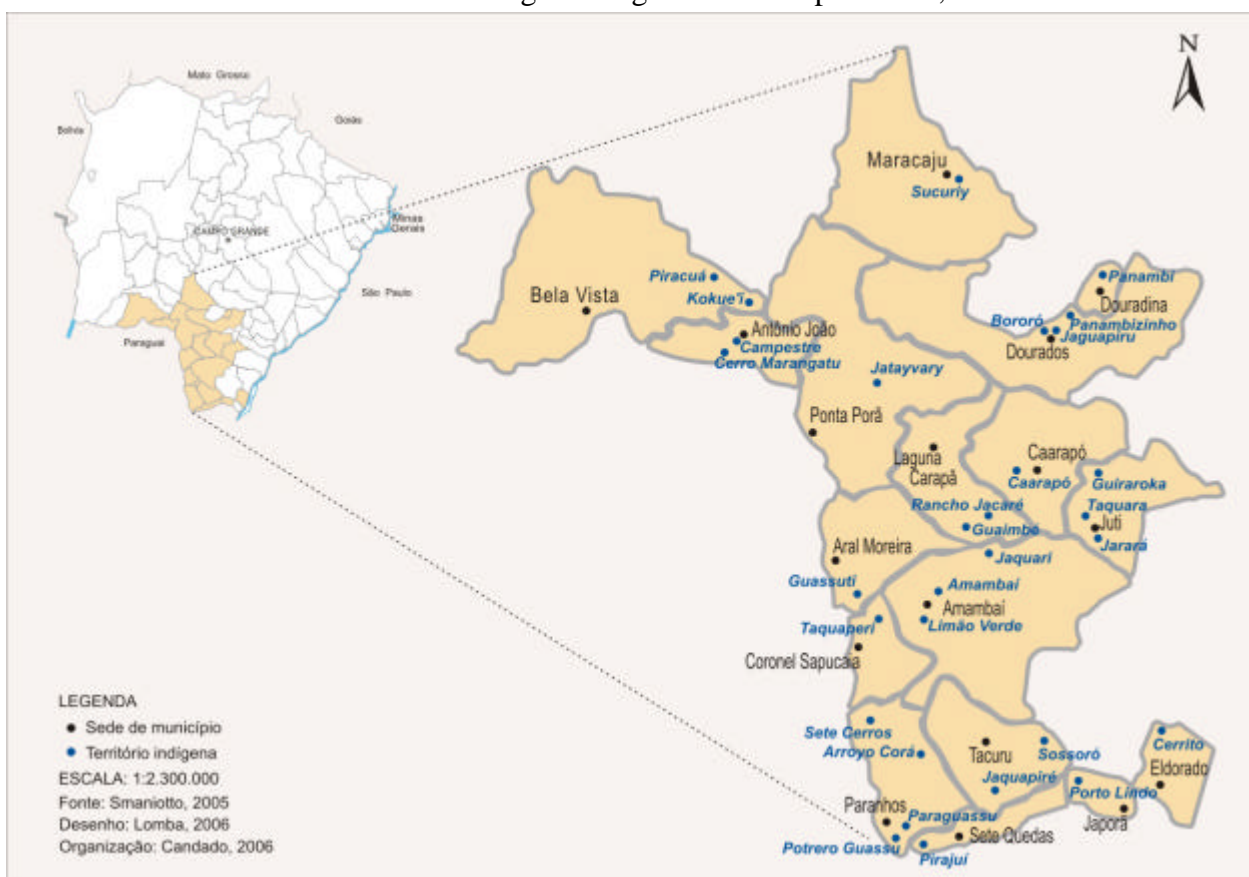 N
Mato Grosso
Goiás
Bolívia
CAMPO GRANDE
Minas
Gerais
São Paulo
Paraguai
Maracaju
Sucuriy
Piracuá
Kokue'i
Bela Vista
Antônio João
Campestre
Cerro Marangatu
Panambi
Douradina
Panambizinho
Bororó
Jaguapiru
Dourados
Jatayvary
Ponta Porã
Laguna
Carapã
Caarapó
Caarapó
Guiraroka
Taquara
Juti
Jarará
Rancho Jacaré
Guaimbé
Aral Moreira
Jaquari
Guassuti
Amambai
Amambaí
Limão Verde
Taquaperi
Coronel Sapucaia
Sete Cerros
Arroyo Corá
Tacuru
Sossoró
Jaquapiré
Cerrito
Eldorado
Porto Lindo
Japorã
Paranhos
Paraguassu
Sete Quedas
Potrero Guassu
Pirajuí
LEGENDA
Sede de município
Território indígena
ESCALA: 1:2.300.000
Fonte: Smaniotto, 2005
Desenho: Lomba, 2006
Organização: Candado, 2006